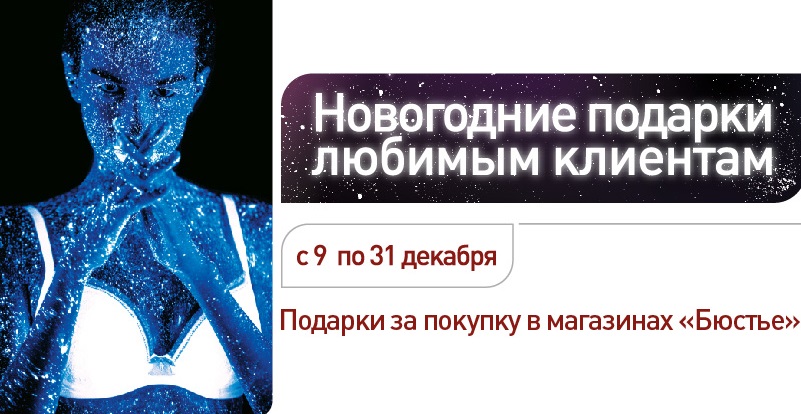 Новогодние подарки
любимым клиентам
с 9 по 31 декабря
Подарки за покупку в магазинах «Бюстье»